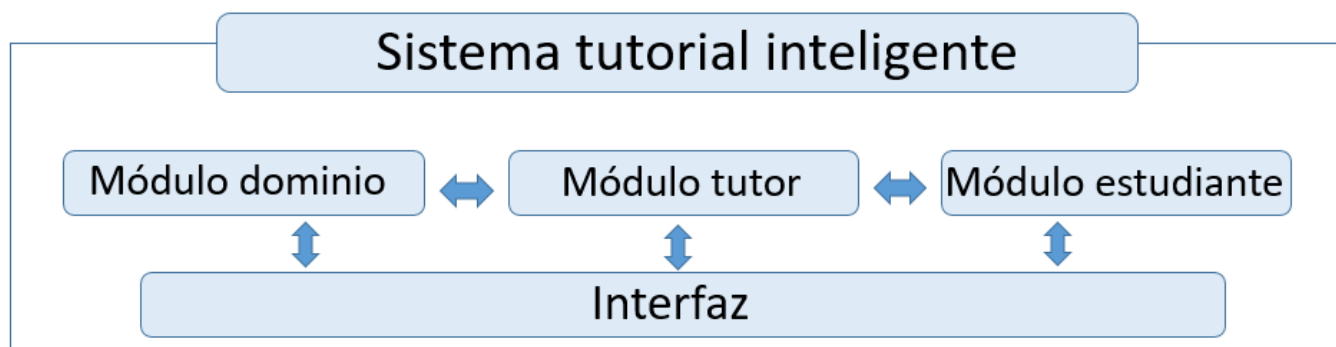 Sistema tutorial inteligente
Módulo dominio
Módulo tutor
Módulo estudiante
Interfaz